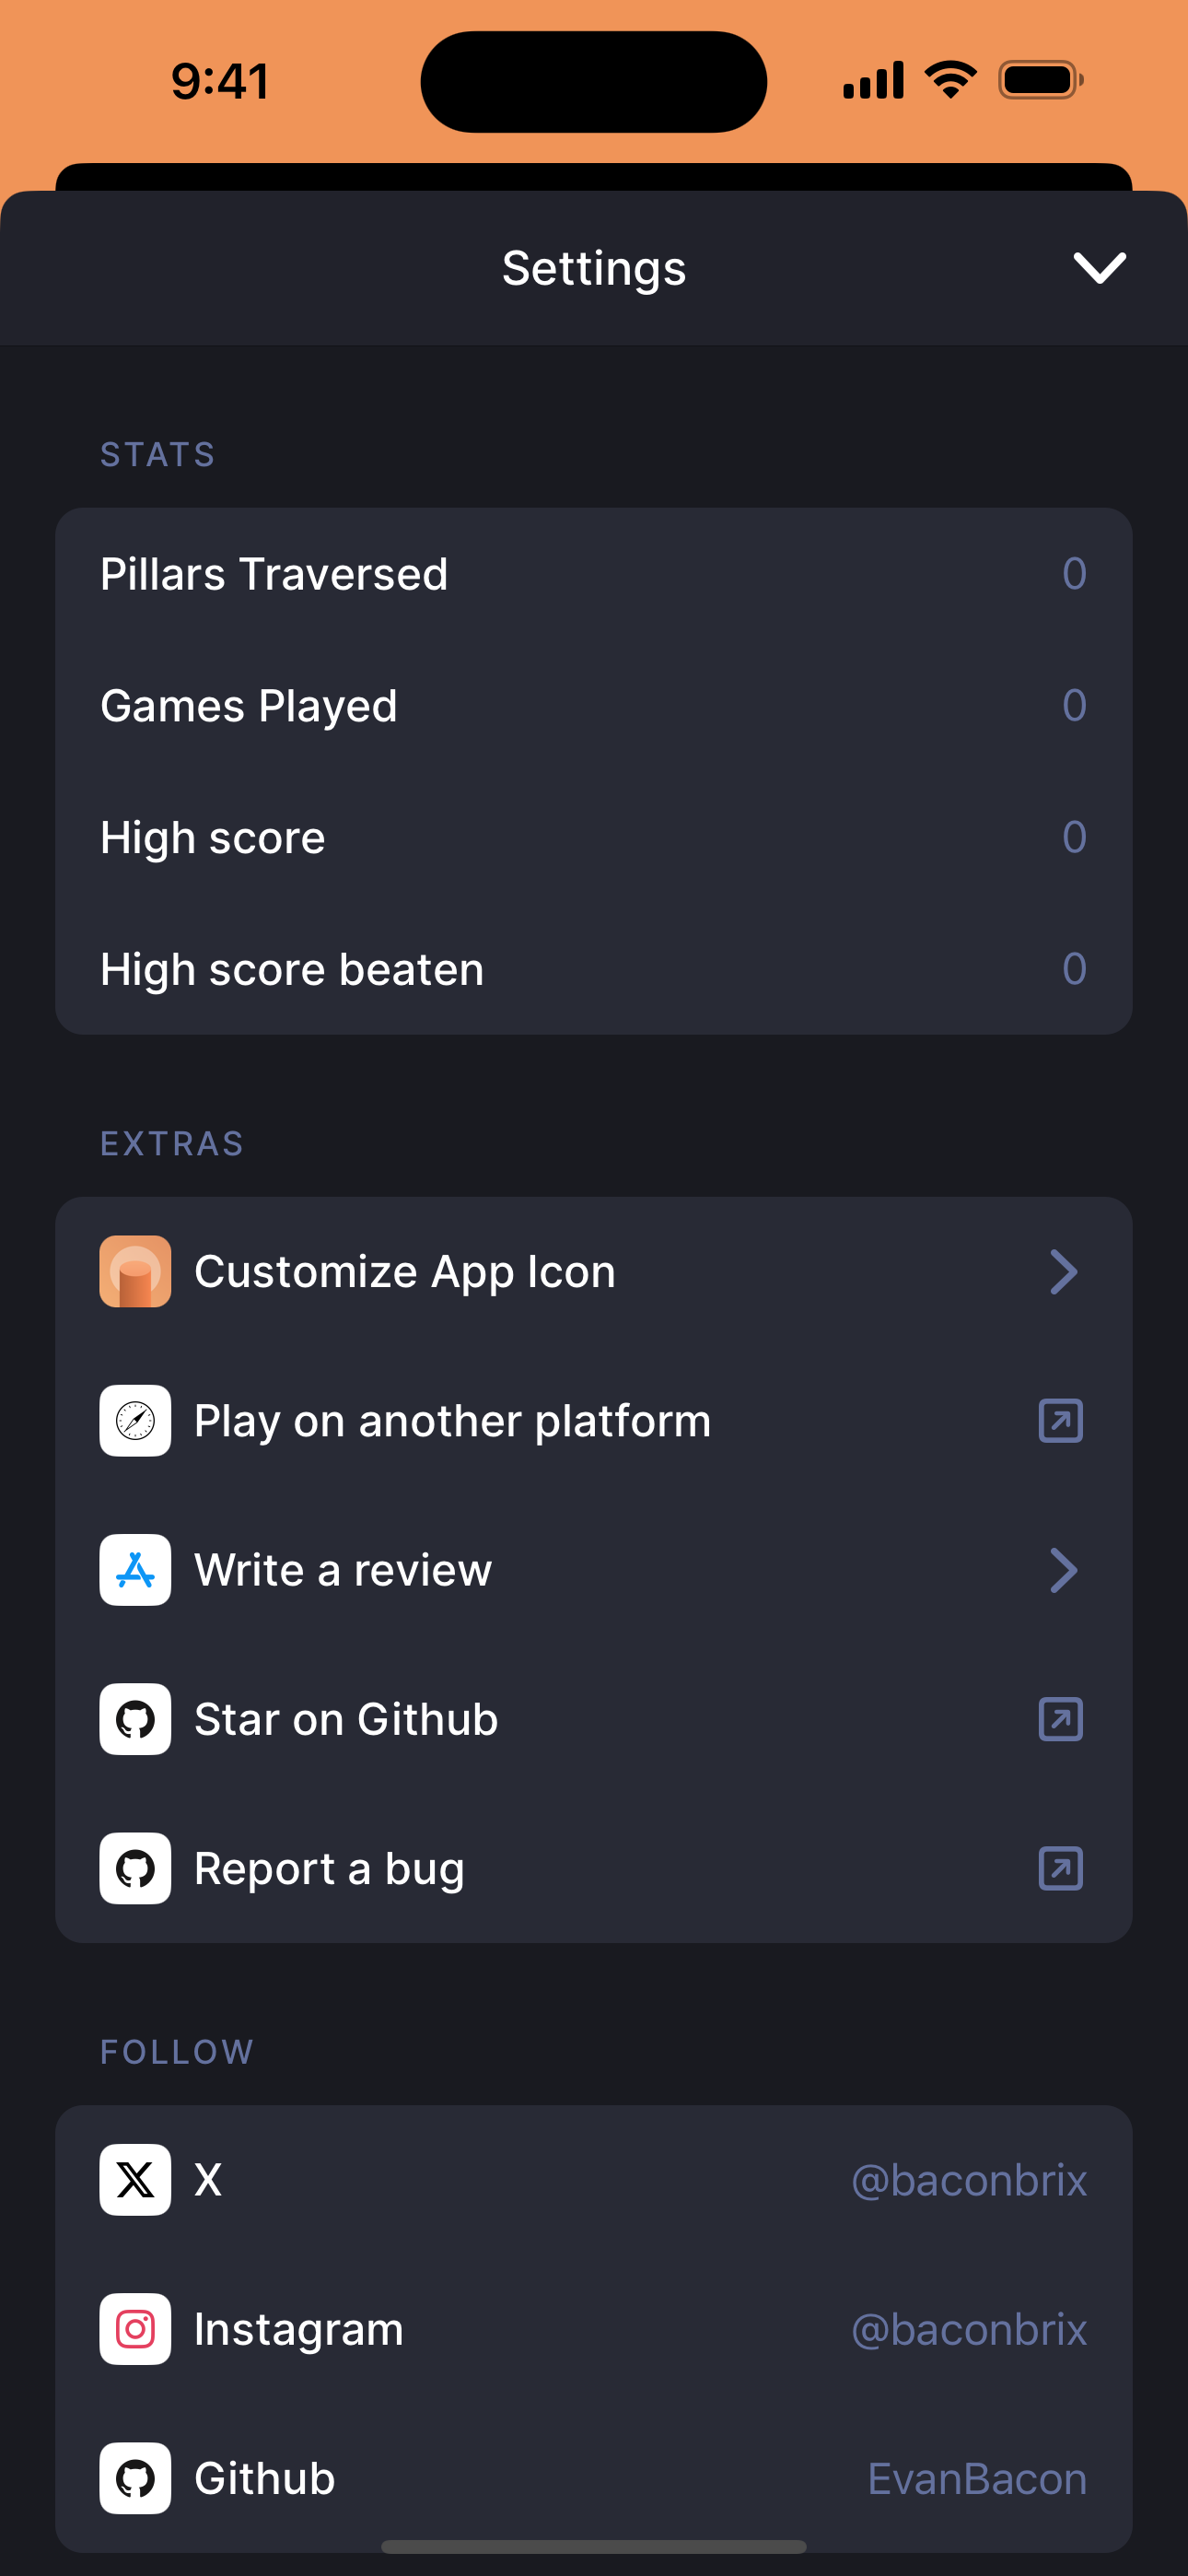 9:41
Settings
STATS
Pillars Traversed 0
Games Played 0
High score 0
High score beaten 0
EXTRAS
Customize App Icon
Play on another platform
Write a review
Star on Github
Report a bug
FOLLOW
X @baconbrix
Instagram @baconbrix
Github EvanBacon